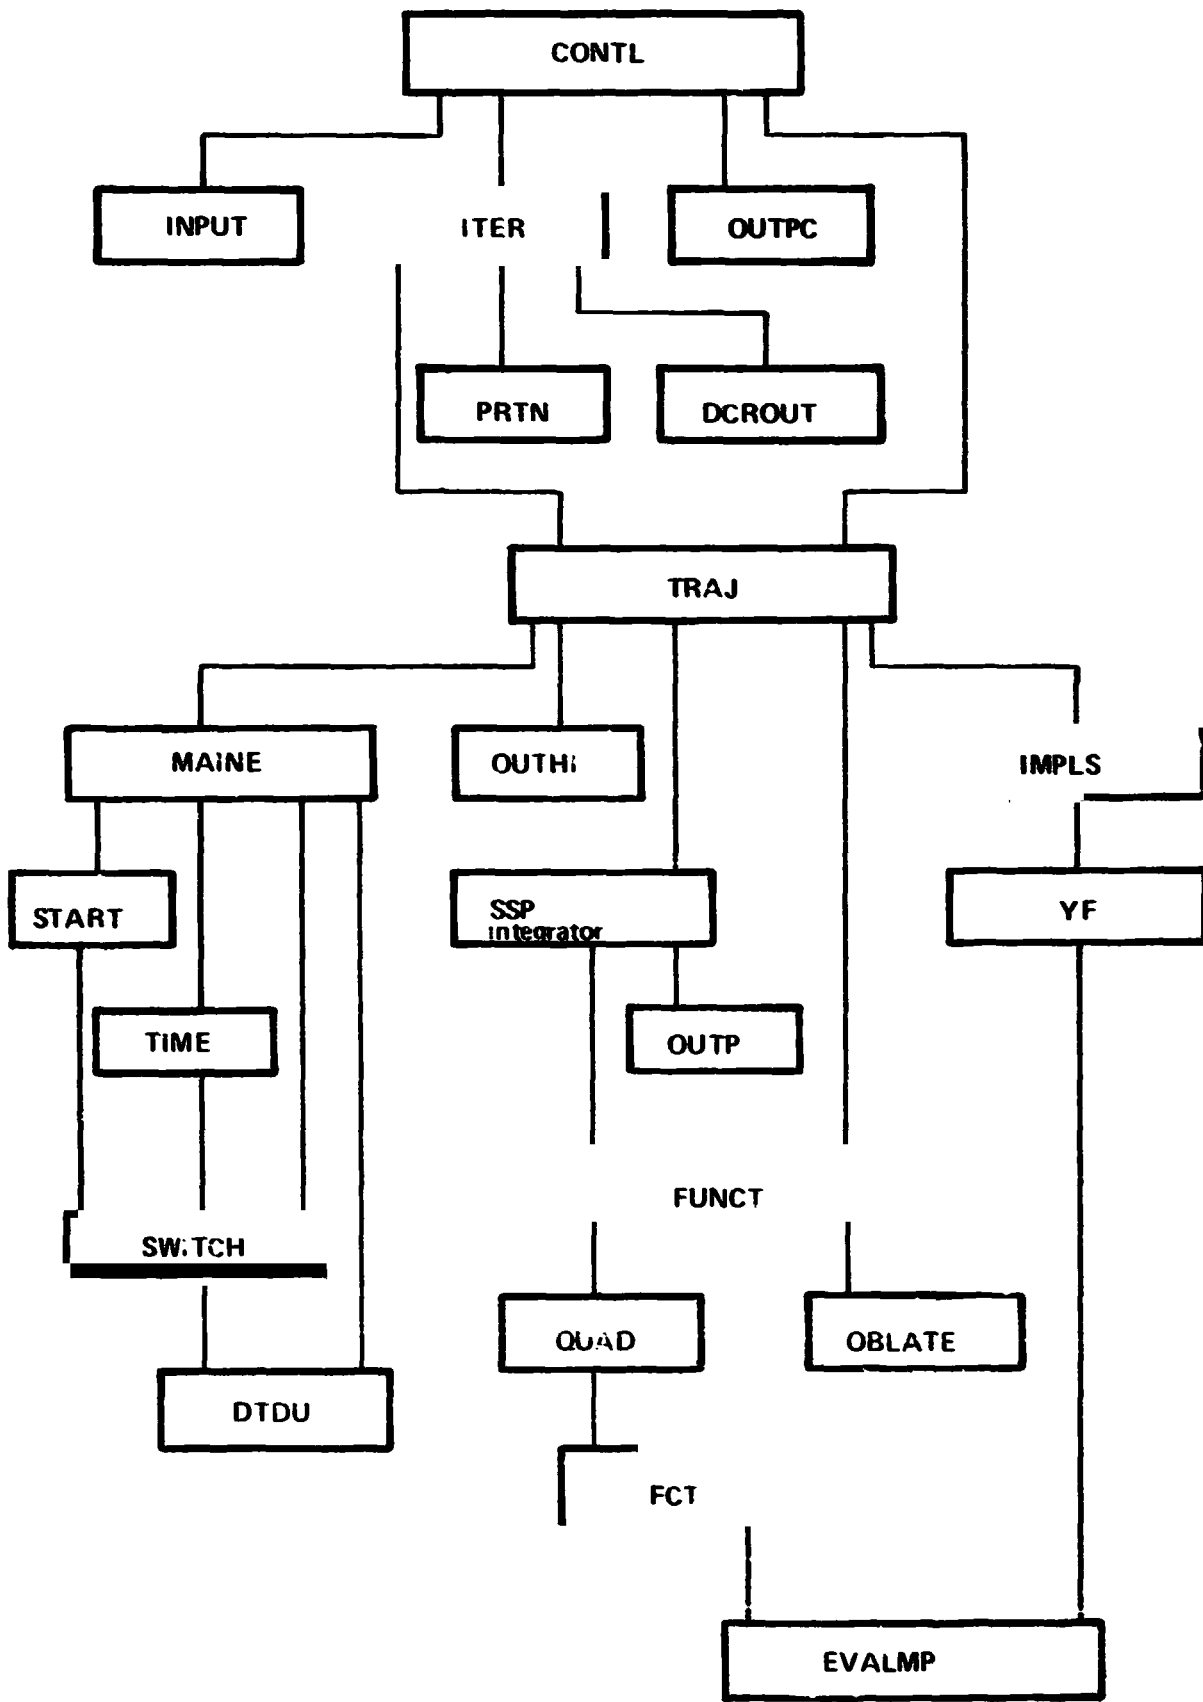 CONTL
INPUT
ITER
OUTPC
PRTN
DCROUT
TRAJ
MAINE
OUTHI
IMPLS
START
SSP
integrator
YF
TIME
OUTP
FUNCT
SWITCH
QUAD
OBLATE
DTDU
FCT
EVALMP